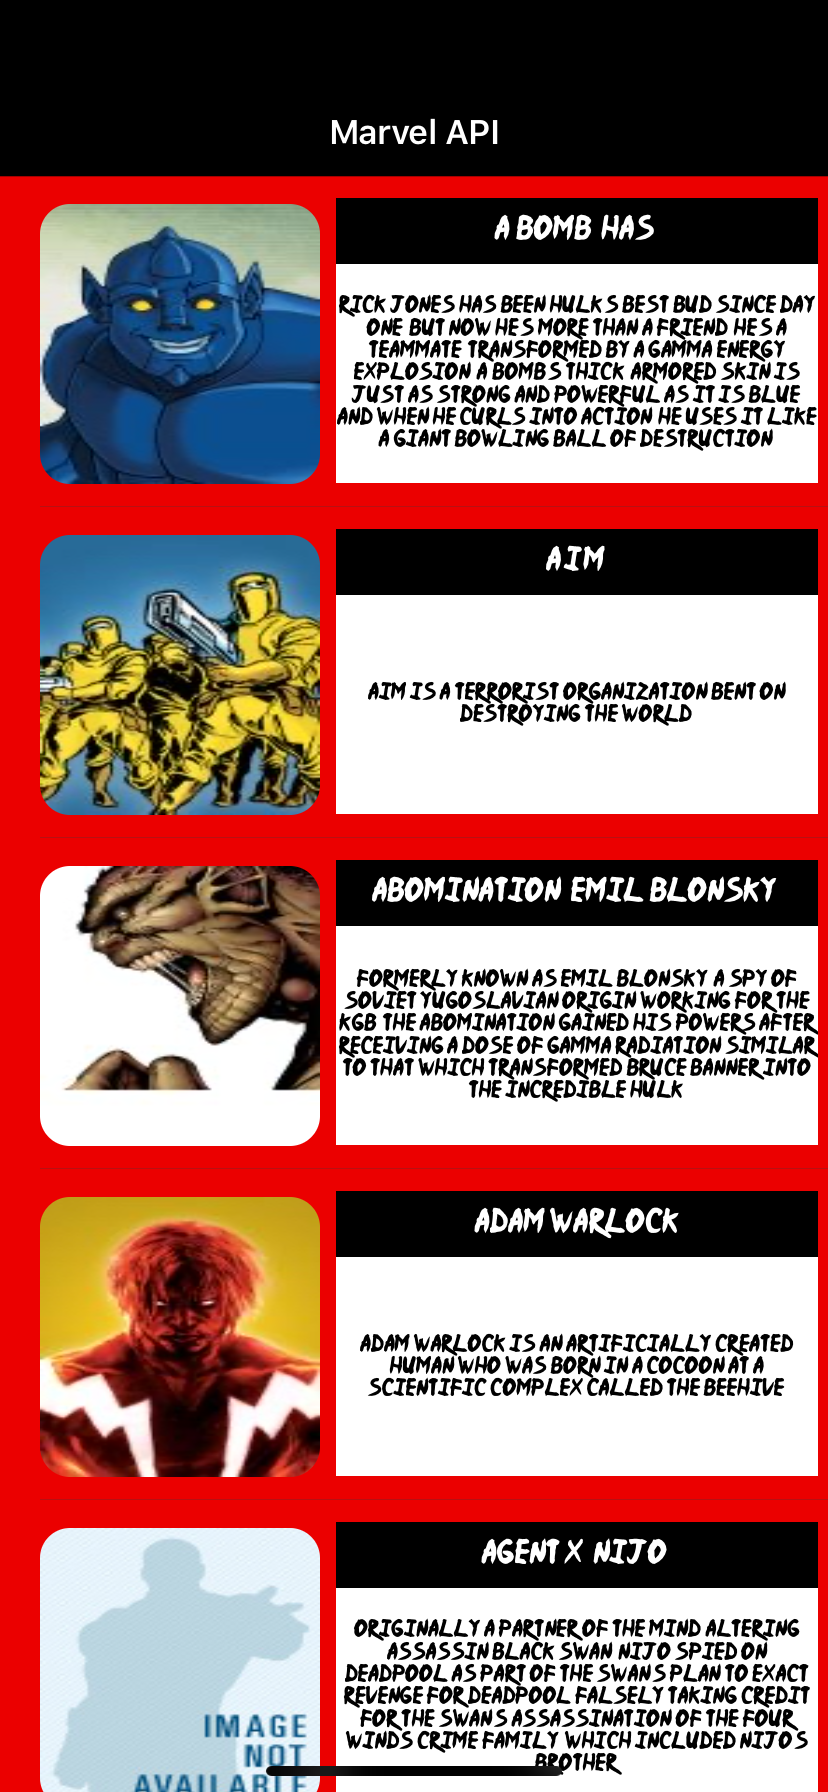 Marvel API
A BOMB HAS
RICK JONES HAS BEEN HULK S BEST BUD SINCE DAY
ONE BUT NOW HE S MORE THAN A FRIEND HE S A
TEAMMATE TRANSFORMED BY A GAMMA ENERGY
EXPLOSION A BOMB S THICK ARMORED SKIN IS
JUST AS STRONG AND POWERFUL AS IT IS BLUE
AND WHEN HE CURLS INTO ACTION HE USES IT LIKE
A GIANT BOWLING BALL OF DESTRUCTION
AIM
AIM IS A TERRORIST ORGANIZATION BENT ON
DESTROYING THE WORLD
ABOMINATION EMIL BLONSKY
FORMERLY KNOWN AS EMIL BLONSKY A SPY OF
SOVIET YUGOSLAVIAN ORIGIN WORKING FOR THE
KGB THE ABOMINATION GAINED HIS POWERS AFTER
RECEIVING A DOSE OF GAMMA RADIATION SIMILAR
TO THAT WHICH TRANSFORMED BRUCE BANNER INTO
THE INCREDIBLE HULK
ADAM WARLOCK
ADAM WARLOCK IS AN ARTIFICIALLY CREATED
HUMAN WHO WAS BORN IN A COCOON AT A
SCIENTIFIC COMPLEX CALLED THE BEEHIVE
AGENT X NIJO
ORIGINALLY A PARTNER OF THE MIND ALTERING
ASSASSIN BLACK SWAN NIJO SPIED ON
DEADPOOL AS PART OF THE SWAN S PLAN TO EXACT
REVENGE FOR DEADPOOL FALSELY TAKING CREDIT
FOR THE SWAN S ASSASSINATION OF THE FOUR
WINDS CRIME FAMILY WHICH INCLUDED NIJO S
BROTHER
IMAGE
NOT
AVAILABLE